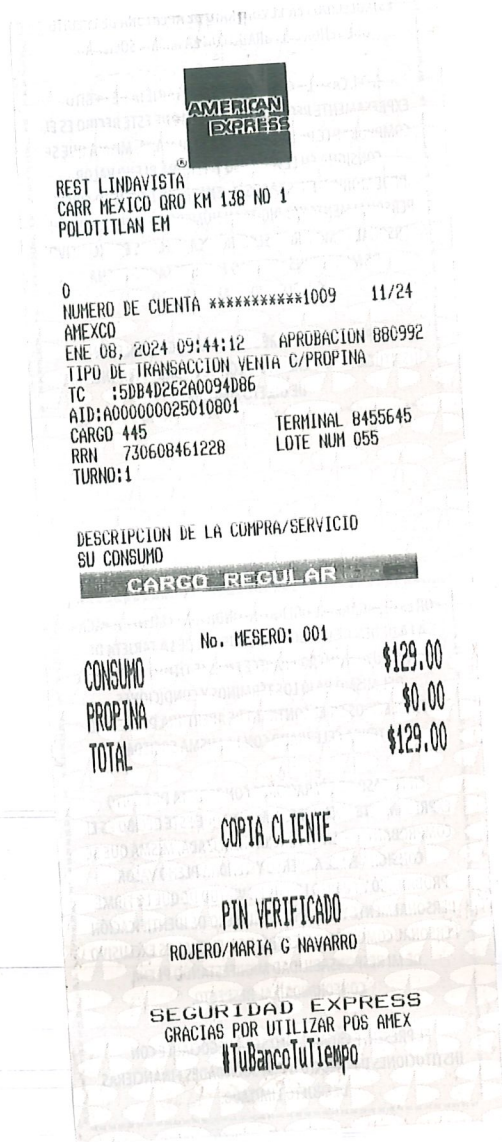 AMERICAN
EXPRESS
®
REST LINDAVISTA
CARR MEXICO QRO KM 138 NO 1
POLOTITLAN EM
0
NUMERO DE CUENTA ***********1009 11/24
AMEXCO
ENE 08, 2024 09:44:12 APROBACION 880992
TIPO DE TRANSACCION VENTA C/PROPINA
TC :5DB4D262A0094D86
AID:A000000025010801
CARGO 445 TERMINAL 8455645
RRN 730608461228 LOTE NUM 055
TURNO:1
DESCRIPCION DE LA COMPRA/SERVICIO
SU CONSUMO
CARGO REGULAR
No. MESERO: 001
CONSUMO $129.00
PROPINA $0.00
TOTAL $129.00
COPIA CLIENTE
PIN VERIFICADO
ROJERO/MARIA G NAVARRO
SEGURIDAD EXPRESS
GRACIAS POR UTILIZAR POS AMEX
#TuBancoTuTiempo